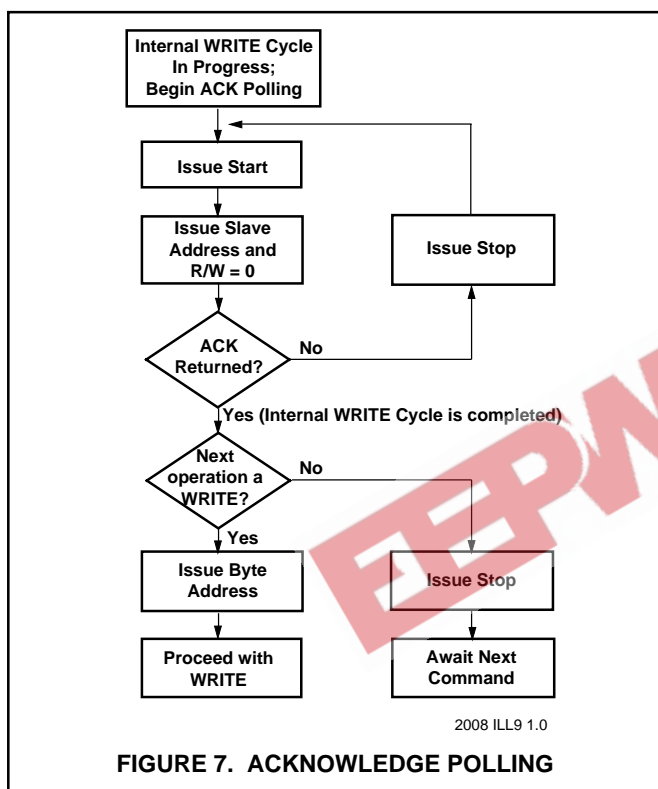 Internal WRITE Cycle
In Progress;
Begin ACK Polling
Issue Start
Issue Slave
Address and
R/W = 0
Issue Stop
ACK
Returned?
No
Yes (Internal WRITE Cycle is completed)
Next
operation a
WRITE?
No
Yes
Issue Byte
Address
Issue Stop
Proceed with
WRITE
Await Next
Command
2008 ILL9 1.0
FIGURE 7. ACKNOWLEDGE POLLING
EEPW